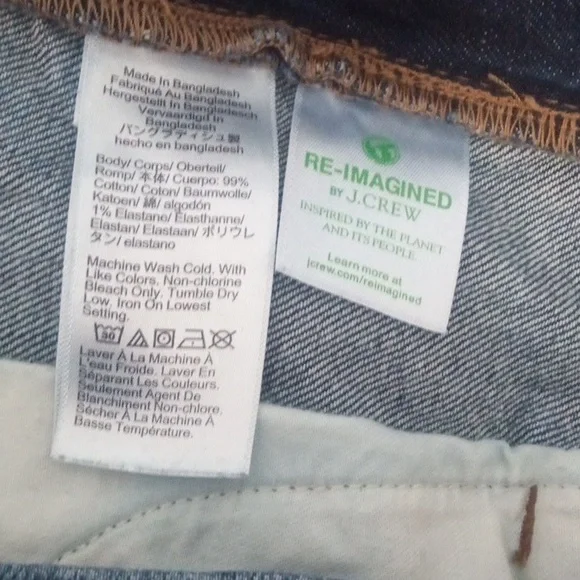 Made In Bangladesh
Fabriqué Au Bangladesh
Hergestellt In Bangladesch
Vervaardigd In
Bangladesh
バングラディシュ製
hecho en bangladesh
Body/ Corps/ Oberteil/
Romp/ 本体/ Cuerpo: 99%
Cotton/ Coton/ Baumwolle/
Katoen/ 綿/ algodón
1% Elastane/ Élasthanne/
Elastan/ Elastaan/ ポリウレ
タン/ elastano
Machine Wash Cold. With
Like Colors. Non-chlorine
Bleach Only. Tumble Dry
Low. Iron On Lowest
Setting.
30
Laver À La Machine À
L'eau Froide. Laver En
Séparant Les Couleurs.
Seulement Agent De
Blanchiment Non-chlore.
Sécher À La Machine À
Basse Température.
RE-IMAGINED
BY J.CREW
INSPIRED BY THE PLANET
AND ITS PEOPLE
Learn more at
jcrew.com/reimagined